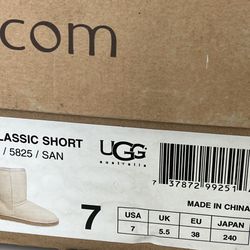 .com
LASSIC SHORT
/ 5825 / SAN
UGG
australia
7 37872 99251
MADE IN CHINA
7
USA UK EU JAPAN
7 5.5 38 240